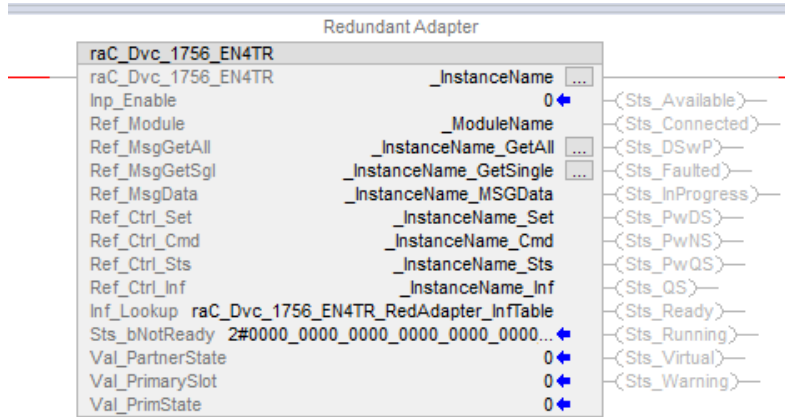 Redundant Adapter
raC_Dvc_1756_EN4TR
raC_Dvc_1756_EN4TR _InstanceName ...
Inp_Enable 0
Ref_Module _ModuleName Sts_Available
Ref_MsgGetAll _InstanceName_GetAll ... Sts_Connected
Ref_MsgGetSgl _InstanceName_GetSingle ... Sts_DSwP
Ref_MsgData _InstanceName_MSGData Sts_Faulted
Ref_Ctrl_Set _InstanceName_Set Sts_InProgress
Ref_Ctrl_Cmd _InstanceName_Cmd Sts_PwDS
Ref_Ctrl_Sts _InstanceName_Sts Sts_PwNS
Ref_Ctrl_Inf _InstanceName_Inf Sts_PwQS
Inf_Lookup raC_Dvc_1756_EN4TR_RedAdapter_InfTable Sts_QS
Sts_bNotReady 2#0000_0000_0000_0000_0000_0000... Sts_Ready
Val_PartnerState 0 Sts_Running
Val_PrimarySlot 0 Sts_Virtual
Val_PrimState 0 Sts_Warning